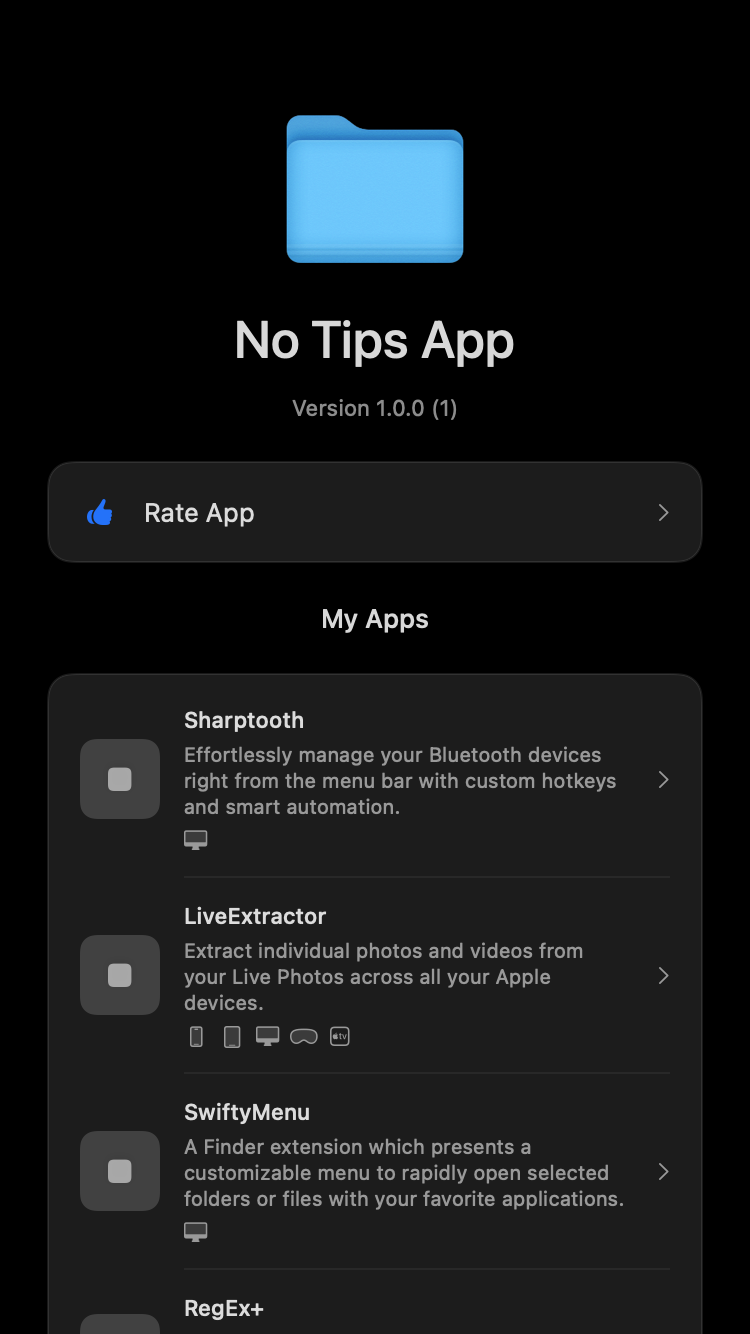 No Tips App
Version 1.0.0 (1)
Rate App
My Apps
Sharptooth
Effortlessly manage your Bluetooth devices
right from the menu bar with custom hotkeys
and smart automation.
LiveExtractor
Extract individual photos and videos from
your Live Photos across all your Apple
devices.
tv
SwiftyMenu
A Finder extension which presents a
customizable menu to rapidly open selected
folders or files with your favorite applications.
RegEx+